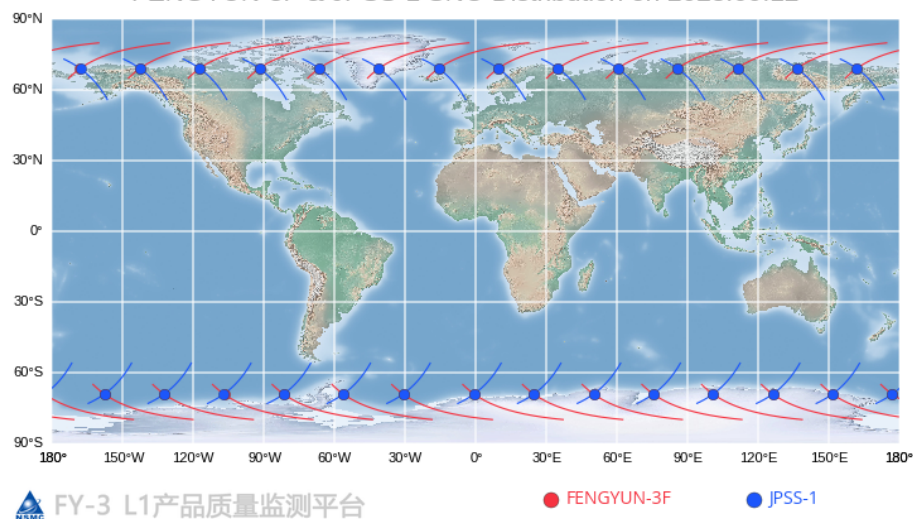 90°N
60°N
30°N
0°
30°S
60°S
90°S
180° 150°W 120°W 90°W 60°W 30°W 0° 30°E 60°E 90°E 120°E 150°E 180°
NSMC FY-3 L1产品质量监测平台
FENGYUN-3F JPSS-1